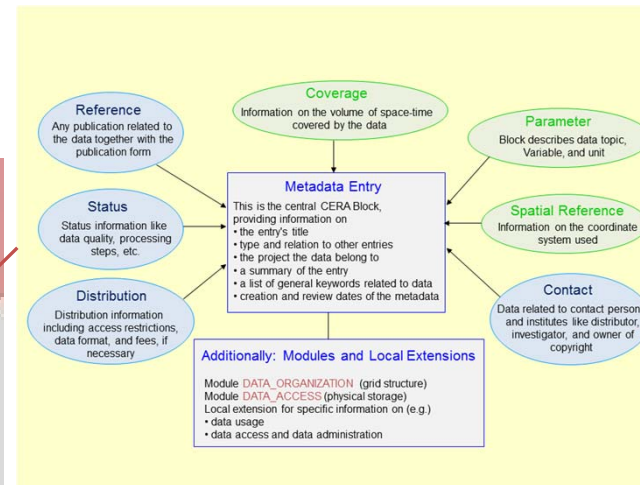 Coverage
Information on the volume of space-time
covered by the data
Reference
Any publication related to
the data together with the
publication form
Parameter
Block describes data topic,
Variable, and unit
Metadata Entry
This is the central CERA Block,
providing information on
• the entry's title
• type and relation to other entries
• the project the data belong to
• a summary of the entry
• a list of general keywords related to data
• creation and review dates of the metadata
Status
Status information like
data quality, processing
steps, etc.
Spatial Reference
Information on the coordinate
system used
Distribution
Distribution information
including access restrictions,
data format, and fees, if
necessary
Contact
Data related to contact person
and institutes like distributor,
investigator, and owner of
copyright
Additionally: Modules and Local Extensions
Module DATA_ORGANIZATION (grid structure)
Module DATA_ACCESS (physical storage)
Local extension for specific information on (e.g.)
• data usage
• data access and data administration